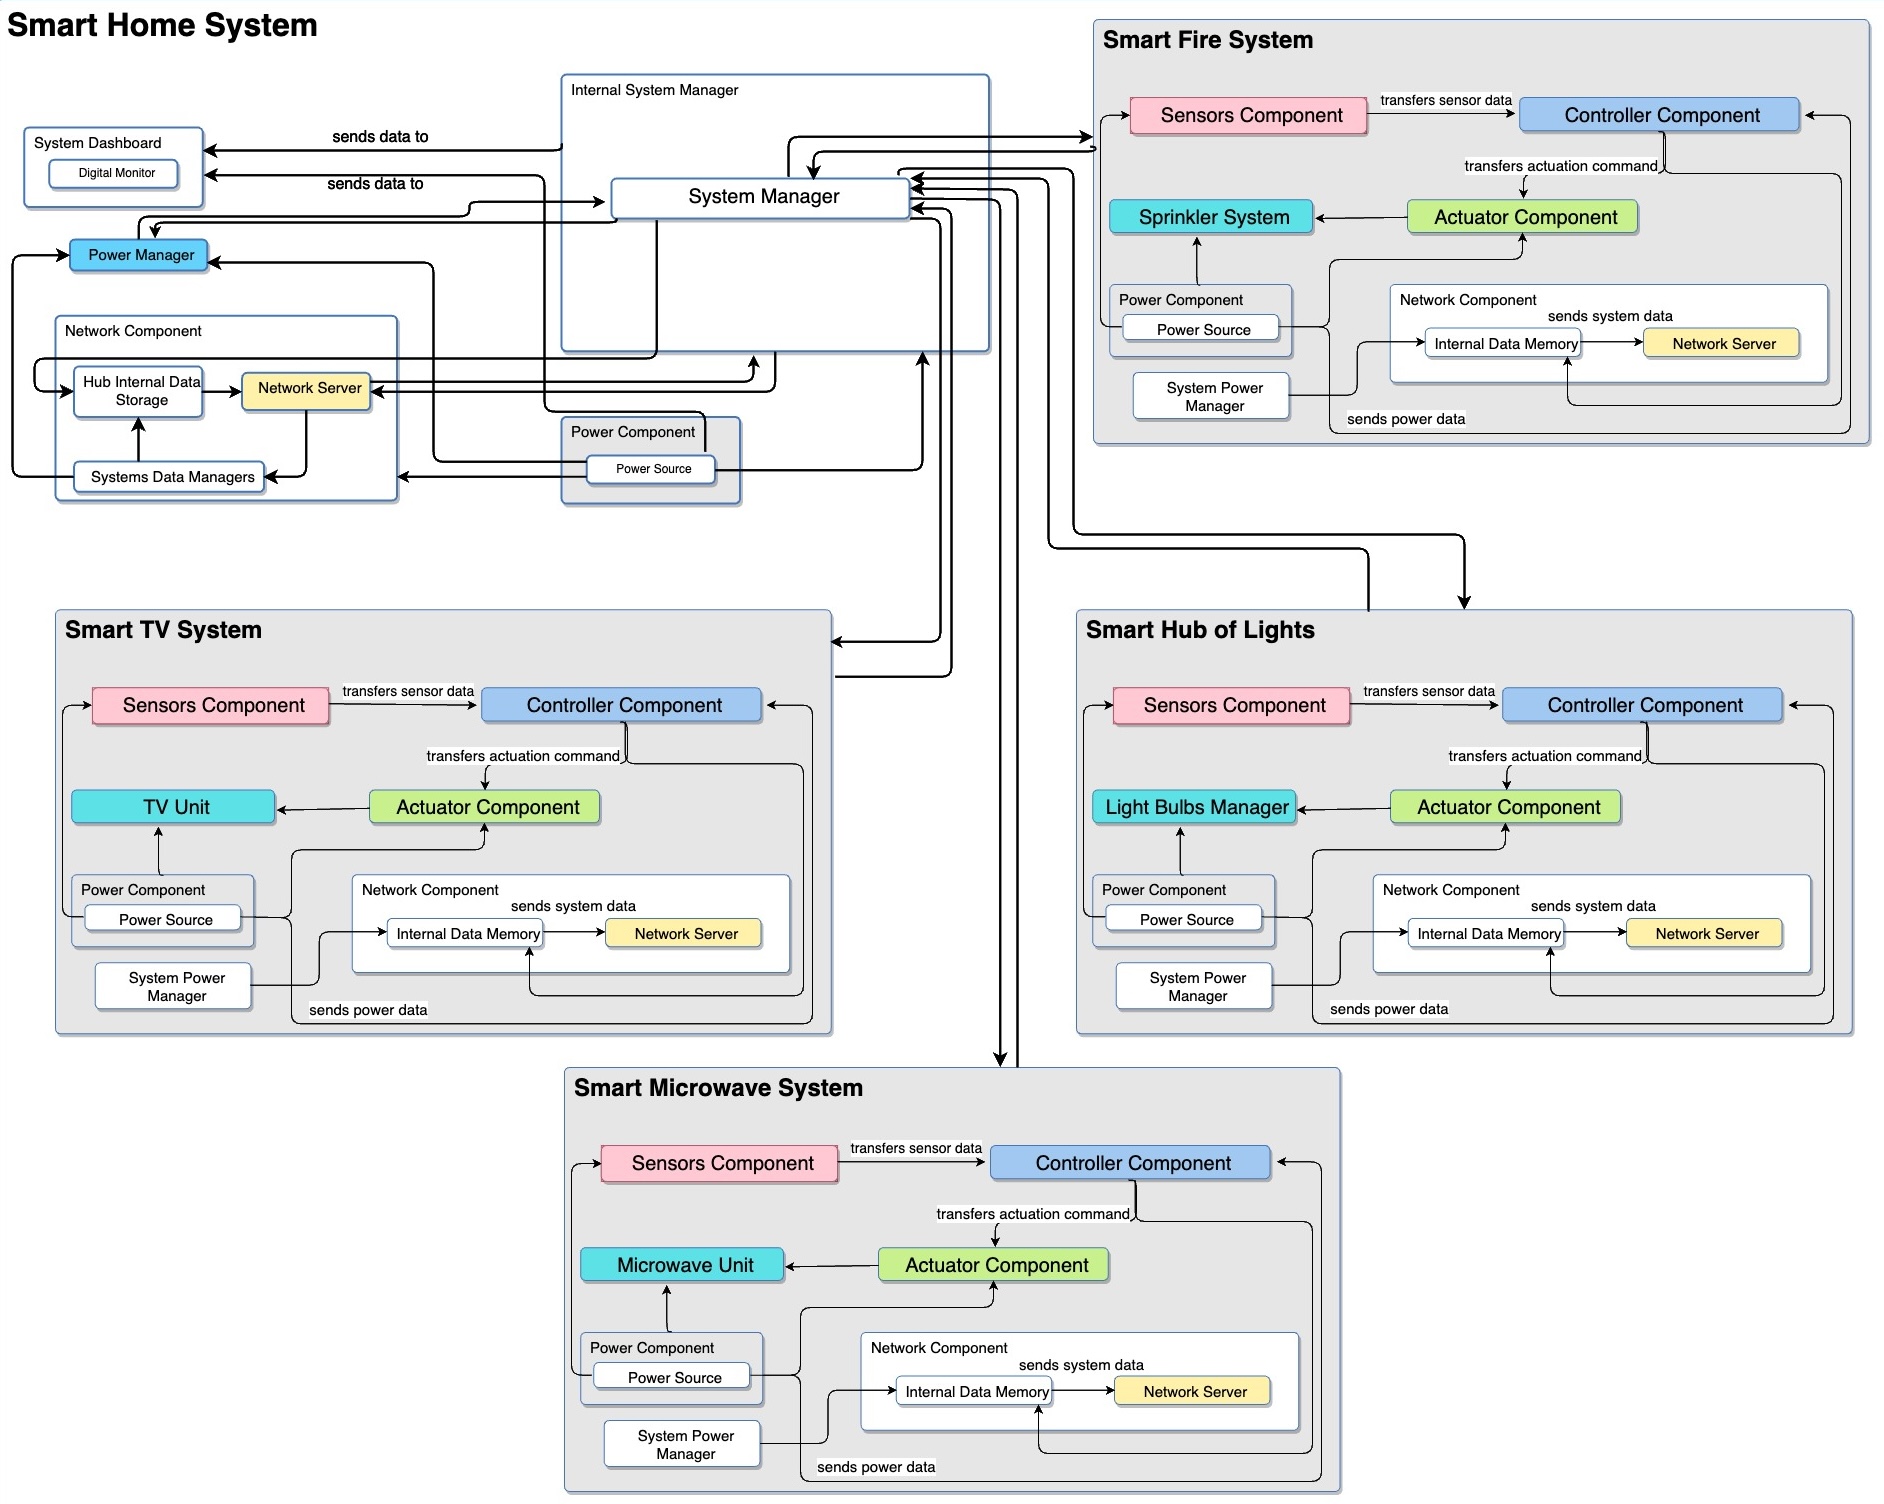 Smart Home System
Internal System Manager
System Dashboard
Digital Monitor
sends data to
sends data to
System Manager
Power Manager
Network Component
Hub Internal Data
Storage
Network Server
Systems Data Managers
Power Component
Power Source
Smart Fire System
Sensors Component
transfers sensor data
Controller Component
transfers actuation command
Sprinkler System
Actuator Component
Power Component
Power Source
Network Component
sends system data
Internal Data Memory
Network Server
System Power
Manager
sends power data
Smart TV System
Sensors Component
transfers sensor data
Controller Component
transfers actuation command
TV Unit
Actuator Component
Power Component
Power Source
Network Component
sends system data
Internal Data Memory
Network Server
System Power
Manager
sends power data
Smart Hub of Lights
Sensors Component
transfers sensor data
Controller Component
transfers actuation command
Light Bulbs Manager
Actuator Component
Power Component
Power Source
Network Component
sends system data
Internal Data Memory
Network Server
System Power
Manager
sends power data
Smart Microwave System
Sensors Component
transfers sensor data
Controller Component
transfers actuation command
Microwave Unit
Actuator Component
Power Component
Power Source
Network Component
sends system data
Internal Data Memory
Network Server
System Power
Manager
sends power data